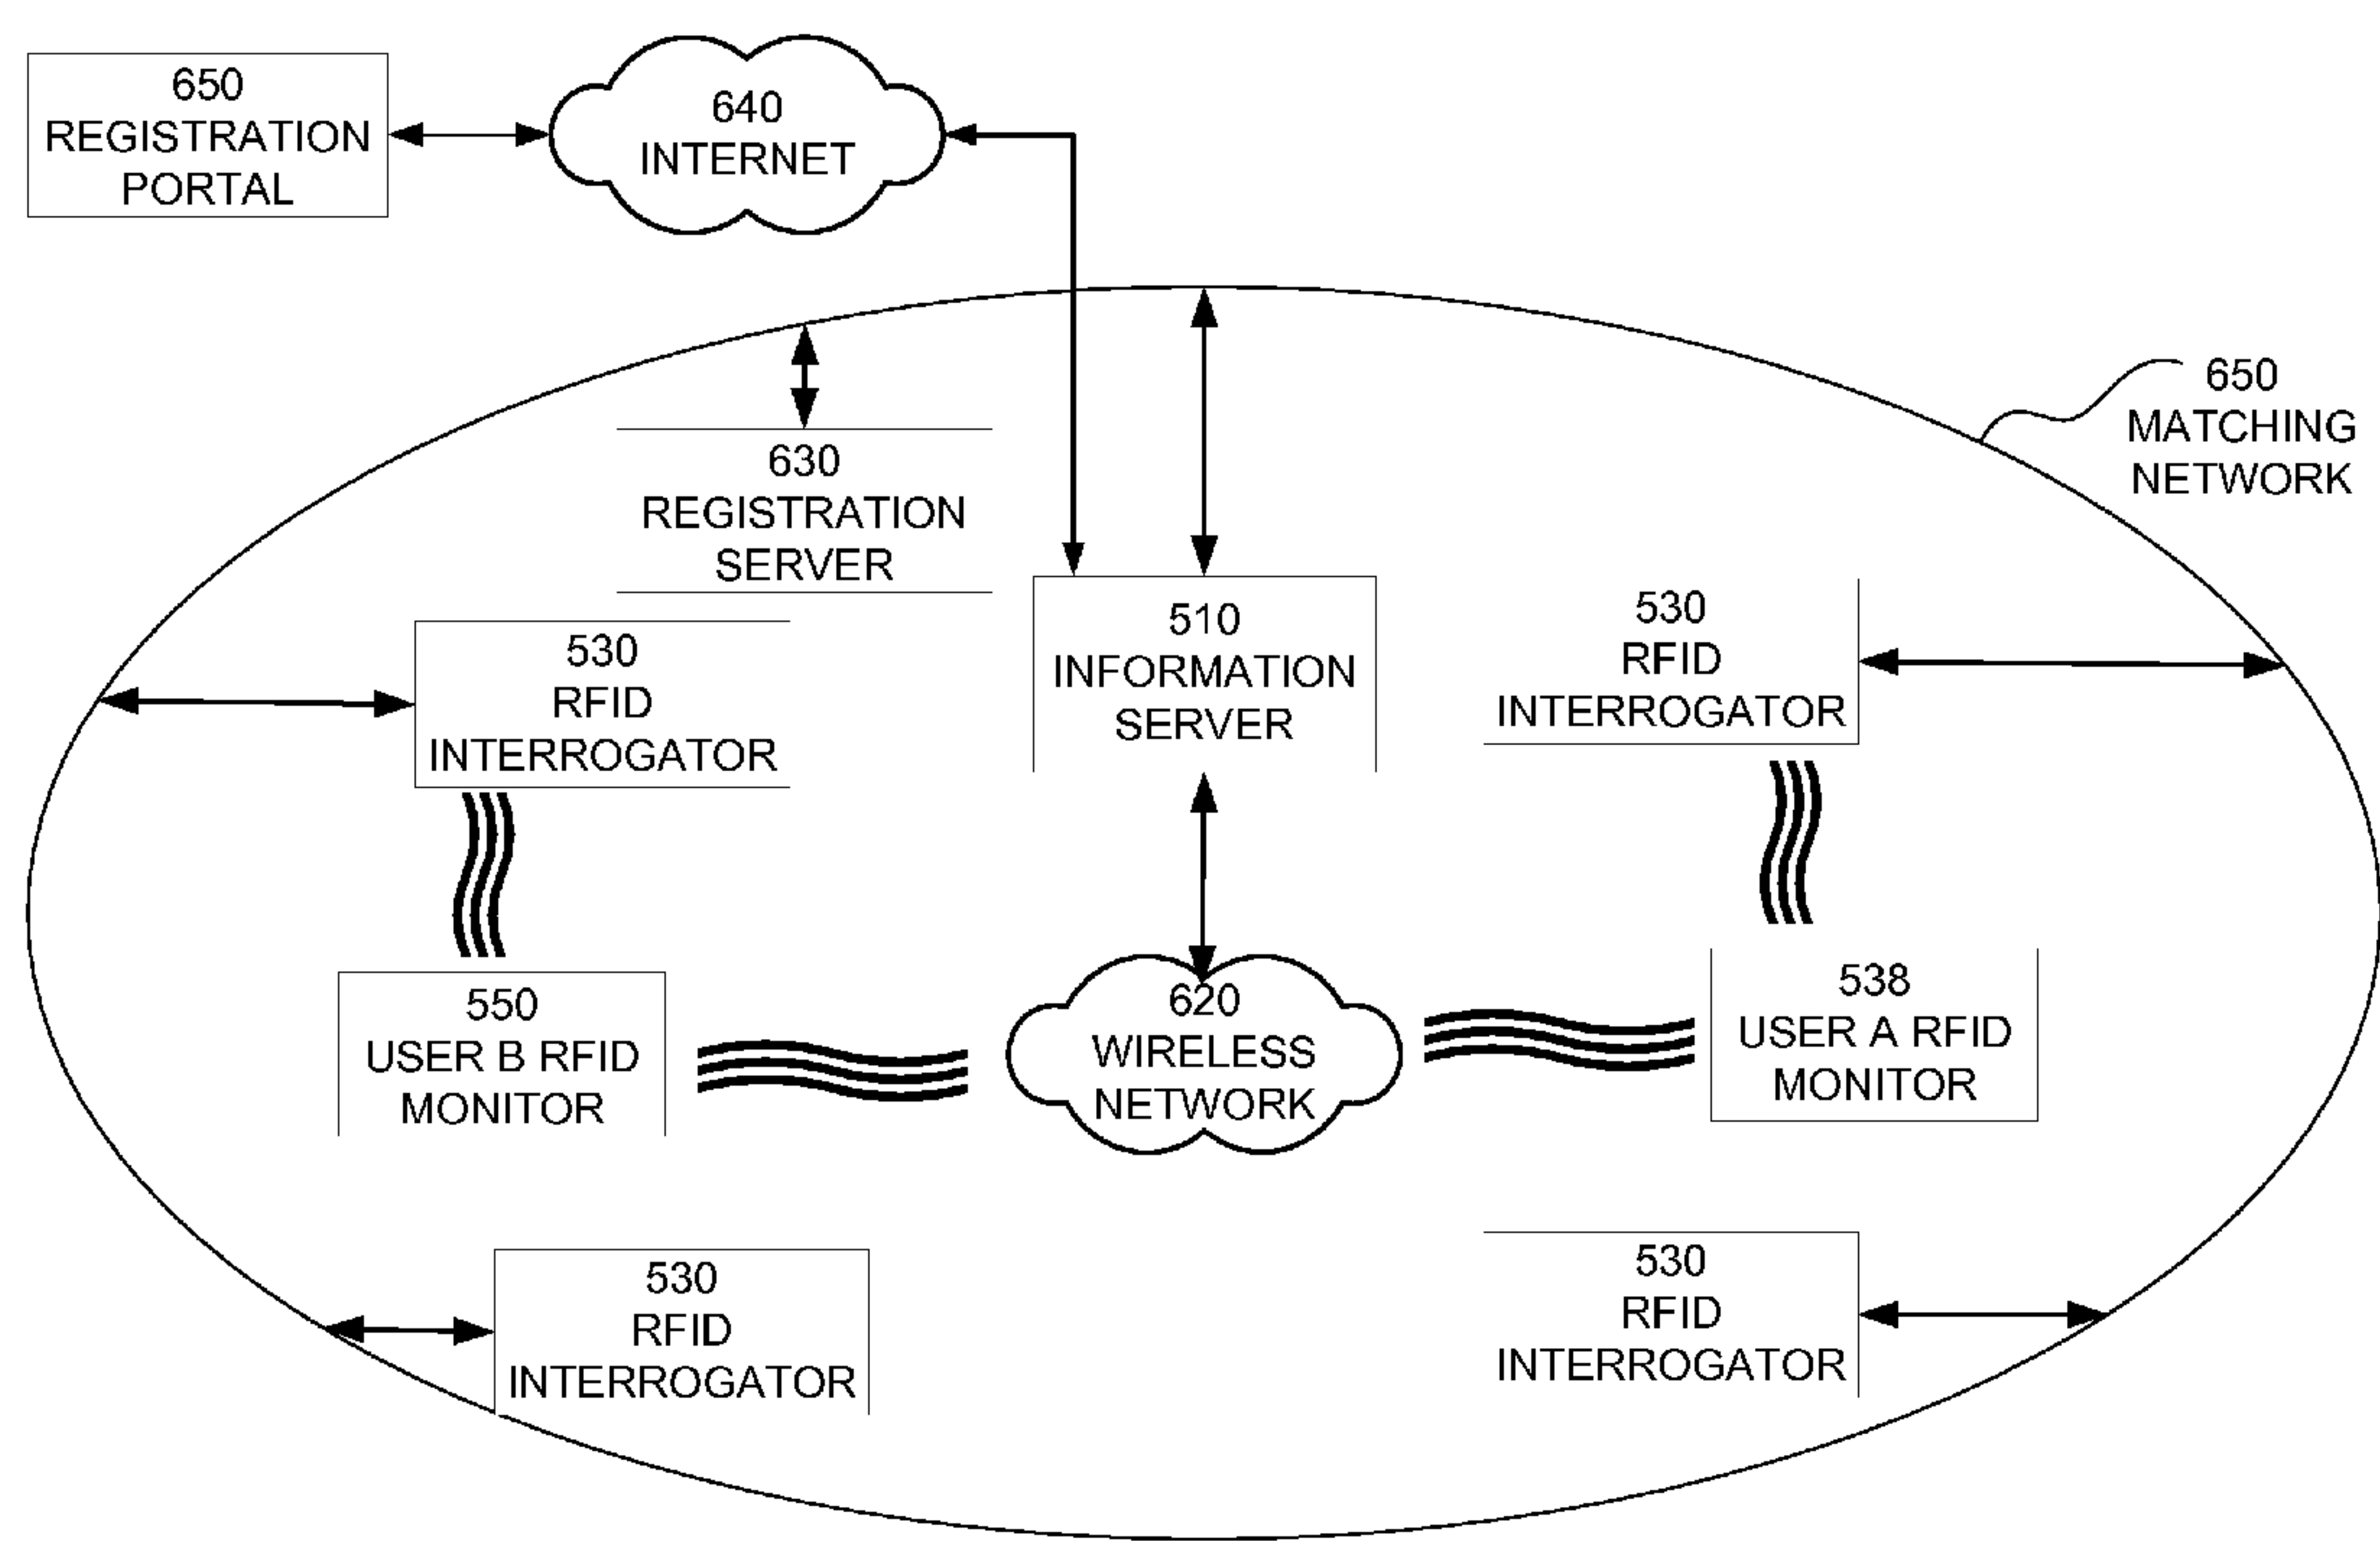 650
REGISTRATION
PORTAL
640
INTERNET
650
MATCHING
NETWORK
630
REGISTRATION
SERVER
530
RFID
INTERROGATOR
510
INFORMATION
SERVER
530
RFID
INTERROGATOR
550
USER B RFID
MONITOR
620
WIRELESS
NETWORK
538
USER A RFID
MONITOR
530
RFID
INTERROGATOR
530
RFID
INTERROGATOR